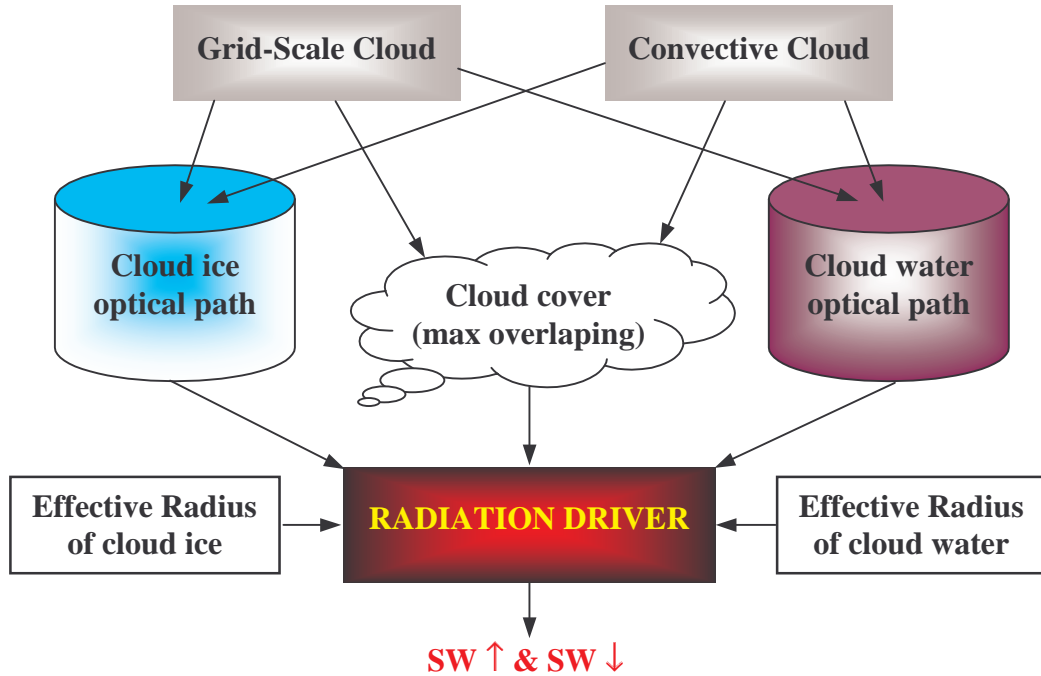 Grid-Scale Cloud
Convective Cloud
Cloud ice
optical path
Cloud cover
(max overlaping)
Cloud water
optical path
Effective Radius
of cloud ice
RADIATION DRIVER
Effective Radius
of cloud water
SW ↑ & SW ↓